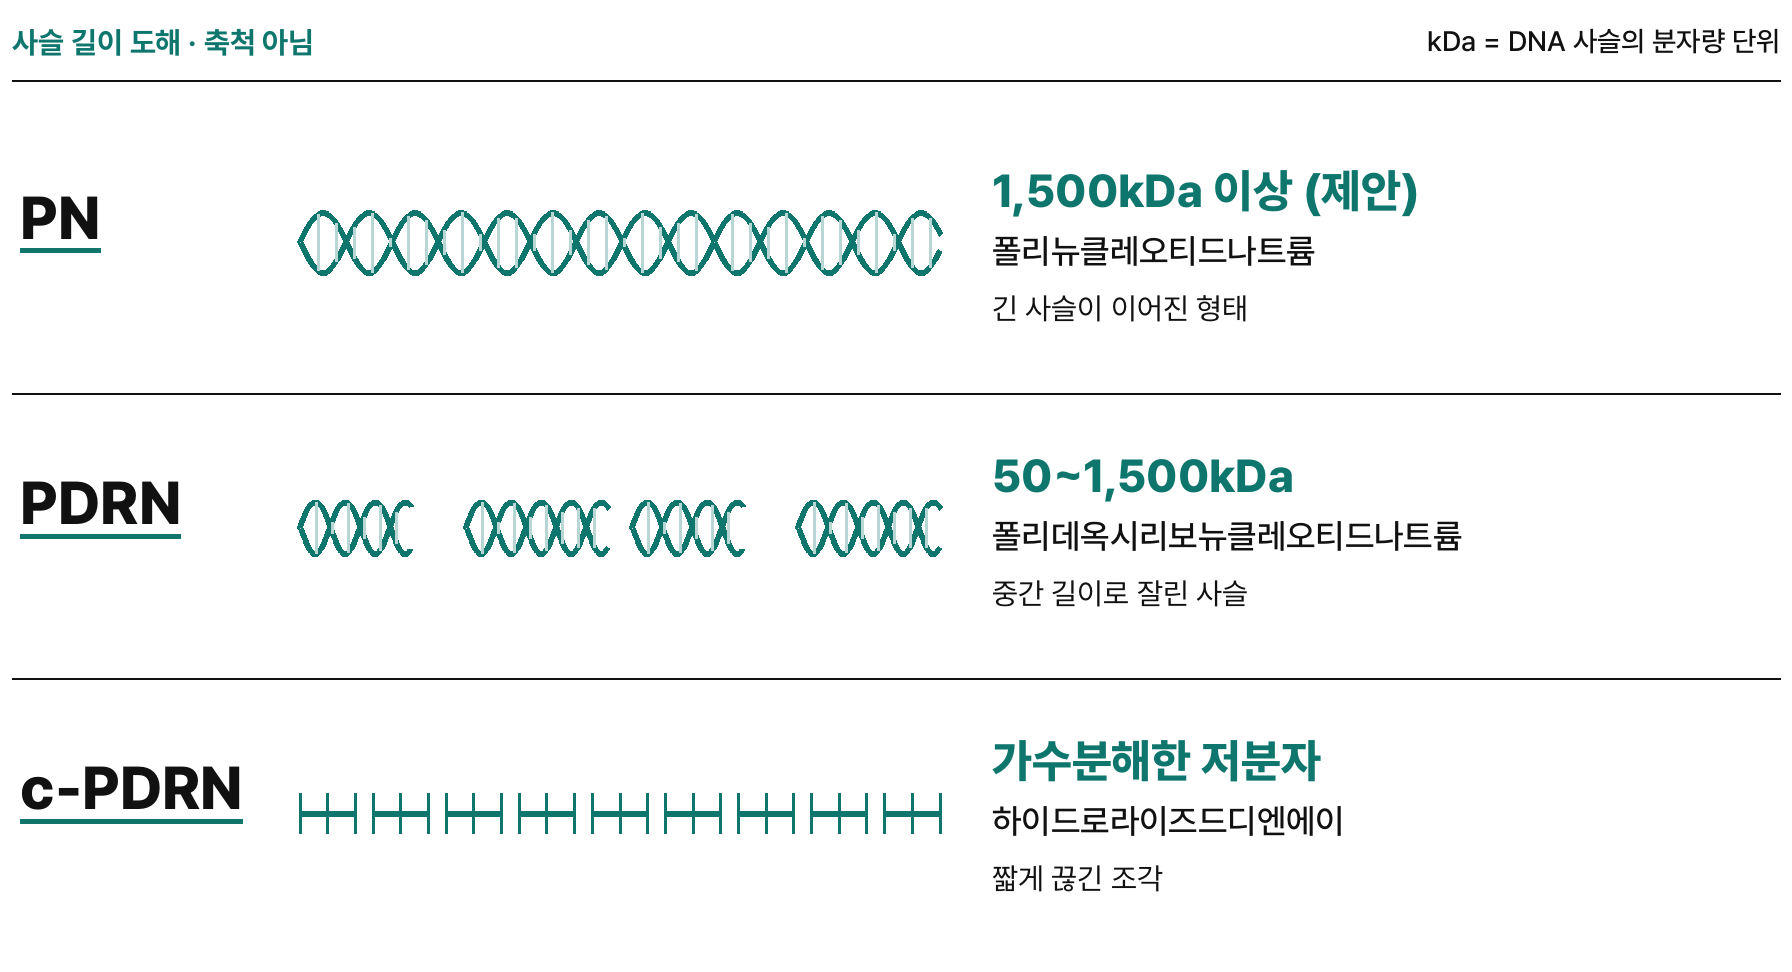 사슬 길이 도해 · 축척 아님
kDa = DNA 사슬의 분자량 단위
PN
1,500kDa 이상 (제안)
폴리뉴클레오티드나트륨
긴 사슬이 이어진 형태
PDRN
50~1,500kDa
폴리데옥시리보뉴클레오티드나트륨
중간 길이로 잘린 사슬
c-PDRN
가수분해한 저분자
하이드로라이즈드디엔에이
짧게 끊긴 조각